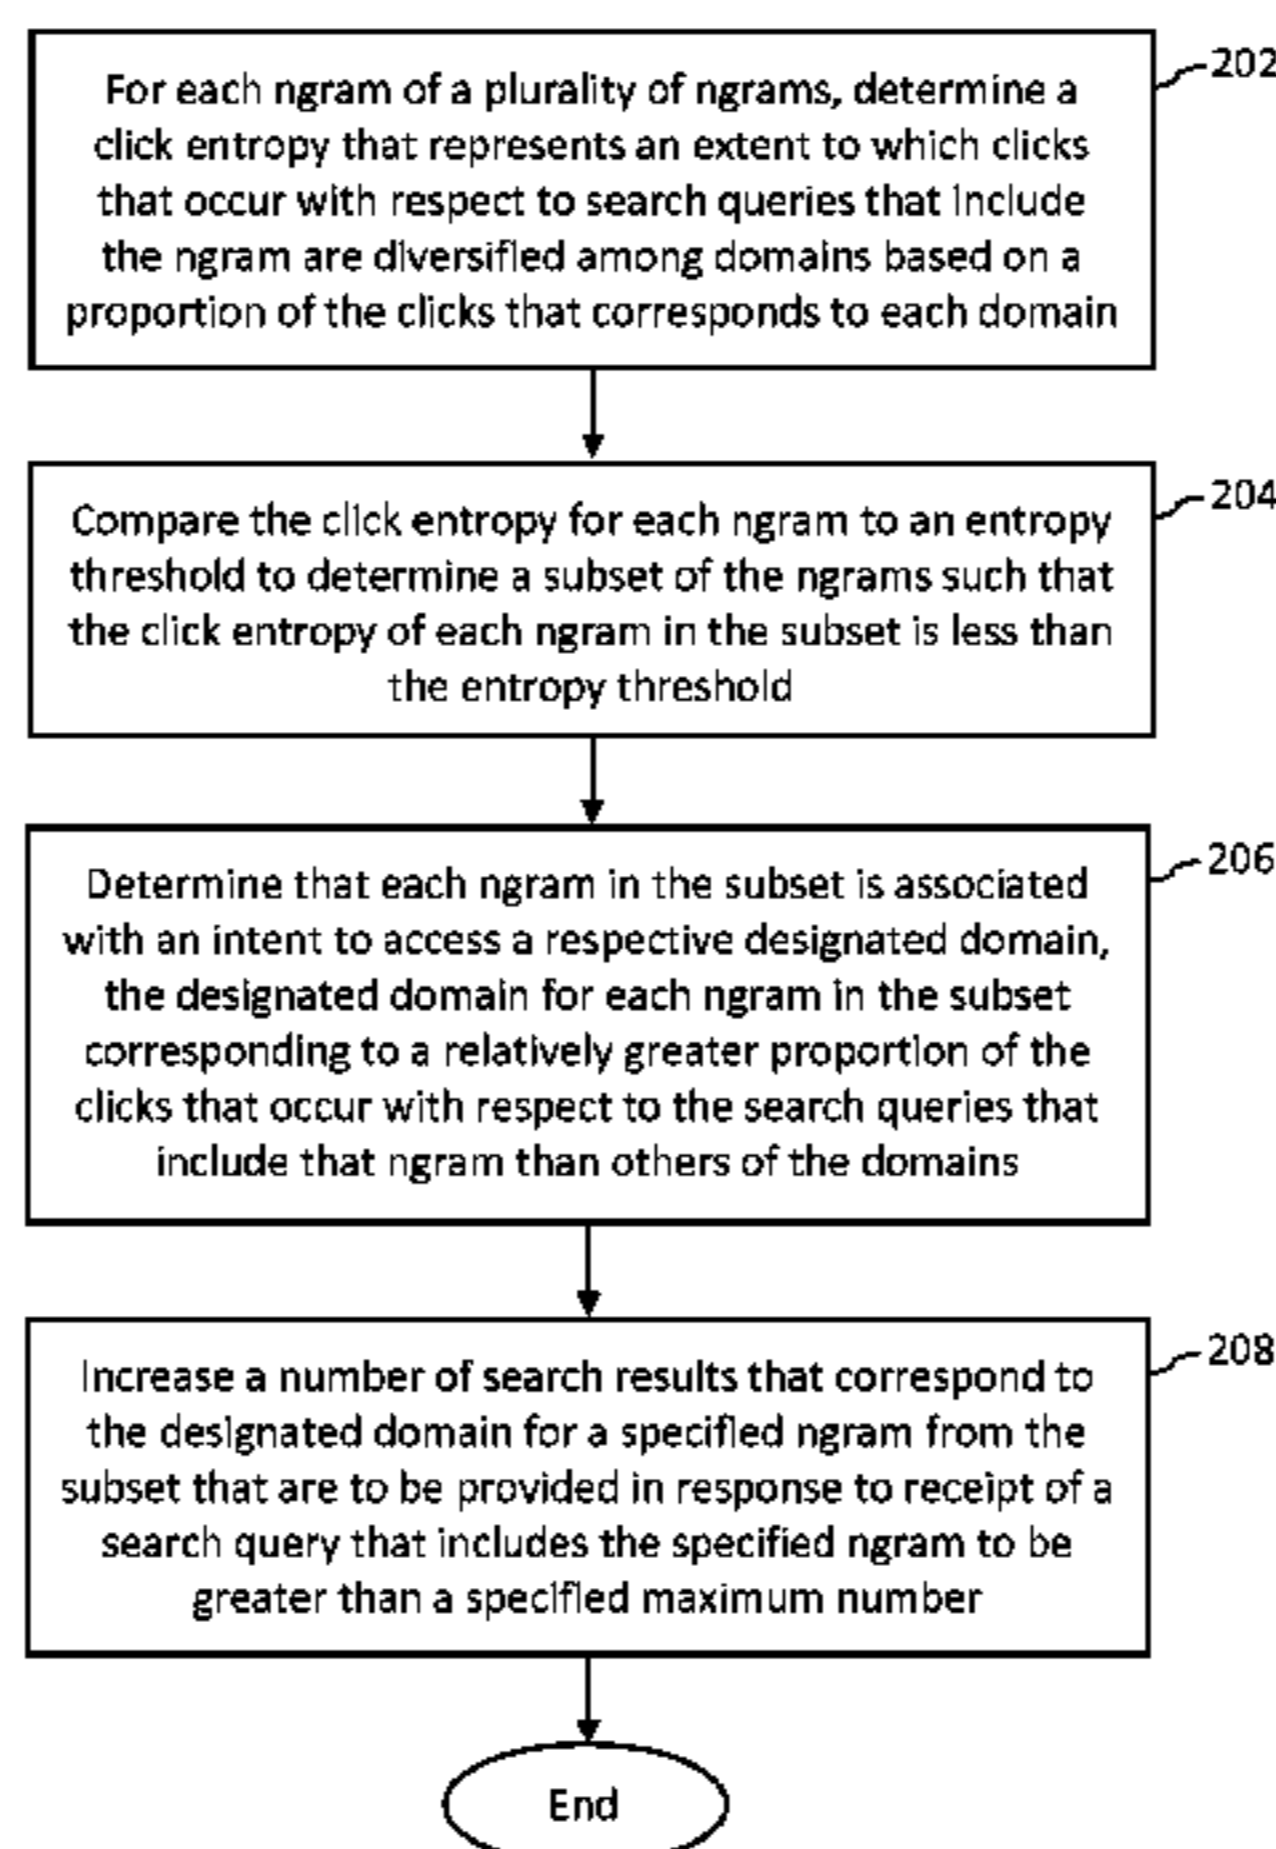 For each ngram of a plurality of ngrams, determine a
click entropy that represents an extent to which clicks
that occur with respect to search queries that include
the ngram are diversified among domains based on a
proportion of the clicks that corresponds to each domain
202
Compare the click entropy for each ngram to an entropy
threshold to determine a subset of the ngrams such that
the click entropy of each ngram in the subset is less than
the entropy threshold
204
Determine that each ngram in the subset is associated
with an intent to access a respective designated domain,
the designated domain for each ngram in the subset
corresponding to a relatively greater proportion of the
clicks that occur with respect to the search queries that
include that ngram than others of the domains
206
Increase a number of search results that correspond to
the designated domain for a specified ngram from the
subset that are to be provided in response to receipt of a
search query that includes the specified ngram to be
greater than a specified maximum number
208
End